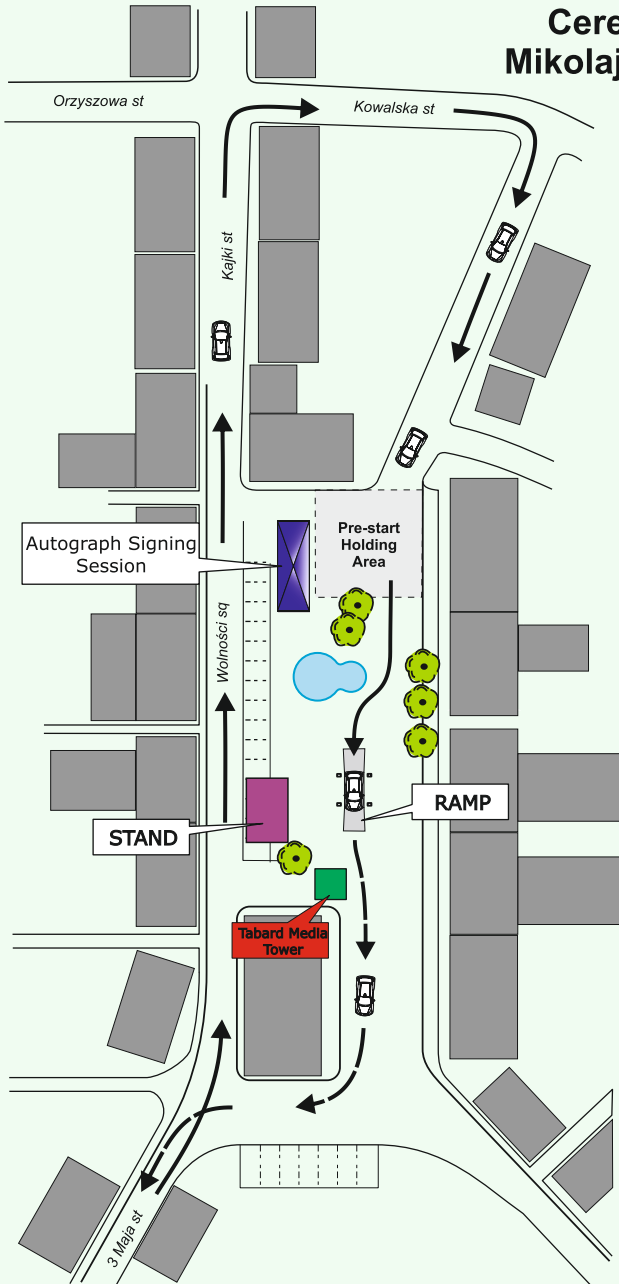 Cere
Mikolaj
Orzyszowa st
Kowalska st
Kajki st
Pre-start
Holding
Area
Autograph Signing
Session
Wolności sq
RAMP
STAND
Tabard Media
Tower
3 Maja st